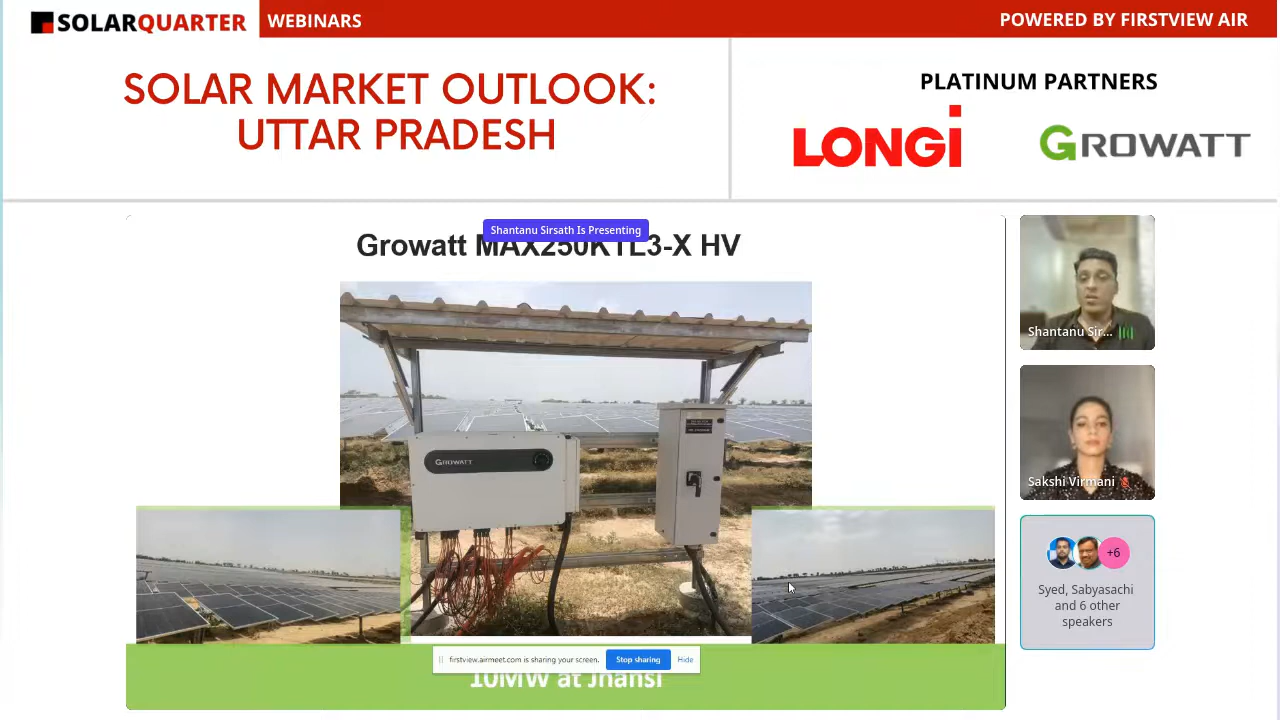 SOLARQUARTER WEBINARS
POWERED BY FIRSTVIEW AIR
SOLAR MARKET OUTLOOK:
UTTAR PRADESH
PLATINUM PARTNERS
LONGi GROWATT
Shantanu Sirsath Is Presenting
Growatt MAX250KTL3-X HV
GROWATT
Shantanu Sir...
Sakshi Virmani
+6
Syed, Sabyasachi
and 6 other
speakers
firstview.airmeet.com is sharing your screen. Stop sharing Hide
10MW at Jhansi